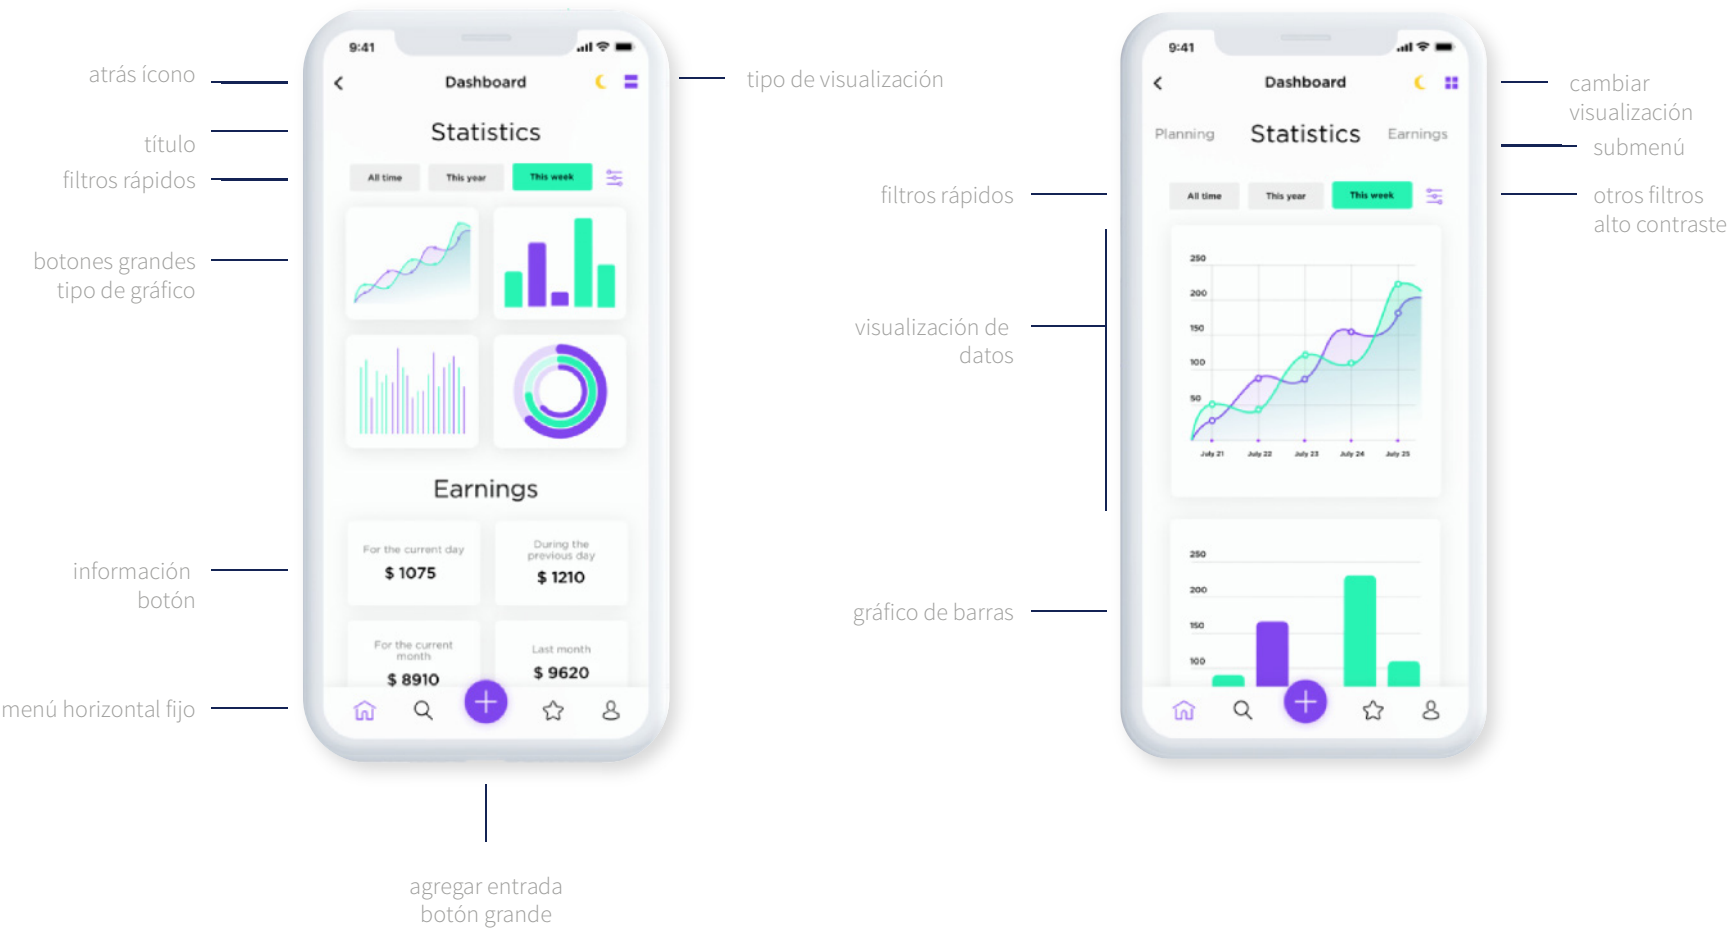 atrás ícono
título
filtros rápidos
botones grandes
tipo de gráfico
información
botón
menú horizontal fijo
9:41
Dashboard
Statistics
All time
This year
This week
Earnings
For the current day
$ 1075
During the
previous day
$ 1210
For the current
month
$ 8910
Last month
$ 9620
agregar entrada
botón grande
tipo de visualización
filtros rápidos
visualización de
datos
gráfico de barras
9:41
Dashboard
Planning Statistics Earnings
All time
This year
This week
250
200
150
100
50
July 21 July 22 July 23 July 24 July 25
250
200
150
100
cambiar
visualización
submenú
otros filtros
alto contraste